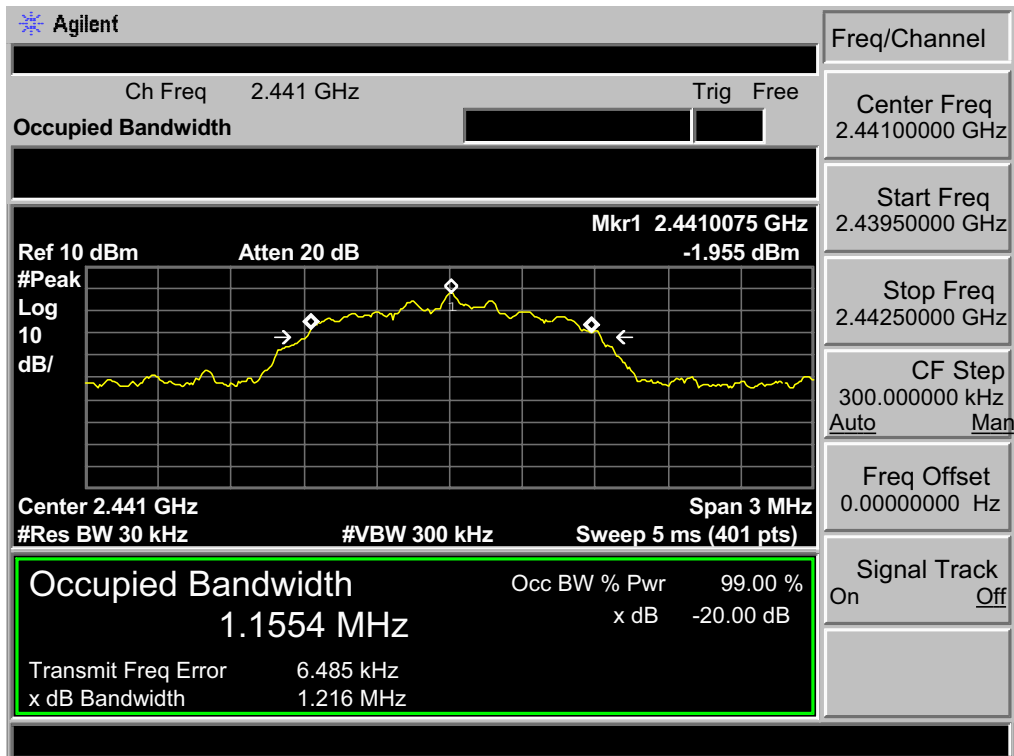 Agilent
Freq/Channel
Ch Freq 2.441 GHz Trig Free
Occupied Bandwidth
Center Freq
2.44100000 GHz
Start Freq
2.43950000 GHz
Stop Freq
2.44250000 GHz
CF Step
300.000000 kHz
Auto Man
Freq Offset
0.00000000 Hz
Signal Track
On Off
Mkr1 2.4410075 GHz
Ref 10 dBm Atten 20 dB -1.955 dBm
#Peak
Log
10
dB/
1
Center 2.441 GHz Span 3 MHz
#Res BW 30 kHz #VBW 300 kHz Sweep 5 ms (401 pts)
Occupied Bandwidth Occ BW % Pwr 99.00 %
1.1554 MHz x dB -20.00 dB
Transmit Freq Error 6.485 kHz
x dB Bandwidth 1.216 MHz